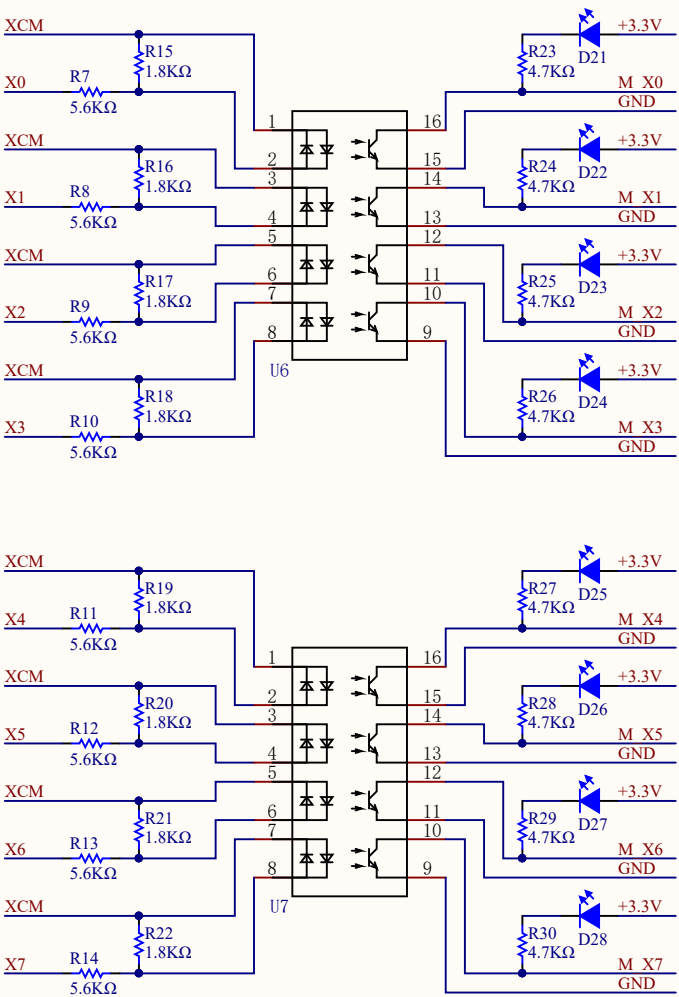 XCM
R15
1.8KΩ
X0
R7
5.6KΩ
XCM
R16
1.8KΩ
X1
R8
5.6KΩ
XCM
R17
1.8KΩ
X2
R9
5.6KΩ
XCM
R18
1.8KΩ
X3
R10
5.6KΩ
1
2
3
4
5
6
7
8
U6
16
15
14
13
12
11
10
9
R23
4.7KΩ
D21
+3.3V
M_X0
GND
R24
4.7KΩ
D22
+3.3V
M_X1
GND
R25
4.7KΩ
D23
+3.3V
M_X2
GND
R26
4.7KΩ
D24
+3.3V
M_X3
GND
XCM
R19
1.8KΩ
X4
R11
5.6KΩ
XCM
R20
1.8KΩ
X5
R12
5.6KΩ
XCM
R21
1.8KΩ
X6
R13
5.6KΩ
XCM
R22
1.8KΩ
X7
R14
5.6KΩ
1
2
3
4
5
6
7
8
U7
16
15
14
13
12
11
10
9
R27
4.7KΩ
D25
+3.3V
M_X4
GND
R28
4.7KΩ
D26
+3.3V
M_X5
GND
R29
4.7KΩ
D27
+3.3V
M_X6
GND
R30
4.7KΩ
D28
+3.3V
M_X7
GND